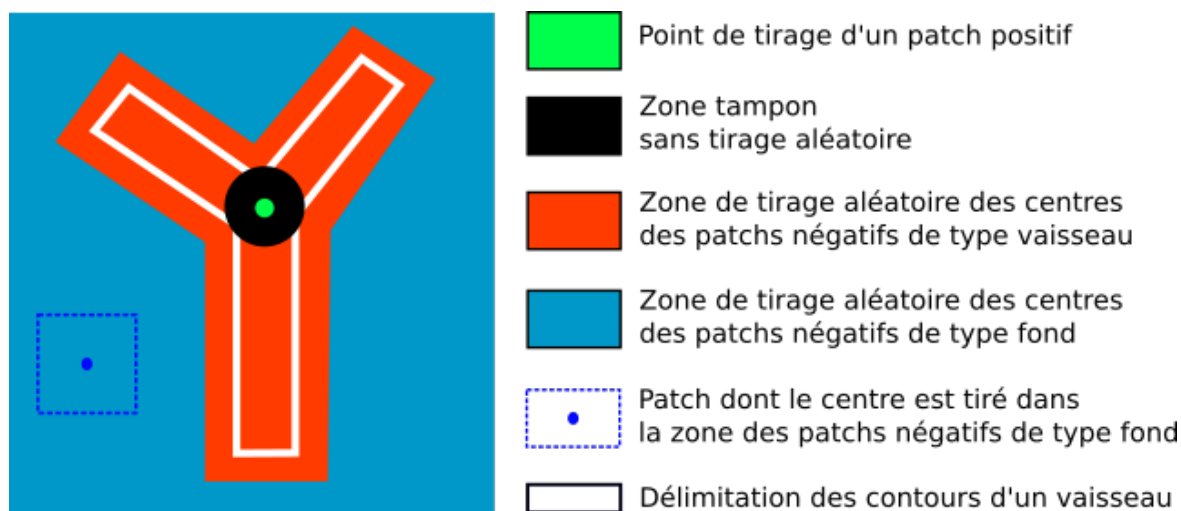 Point de tirage d'un patch positif
Zone tampon
sans tirage aléatoire
Zone de tirage aléatoire des centres
des patchs négatifs de type vaisseau
Zone de tirage aléatoire des centres
des patchs négatifs de type fond
Patch dont le centre est tiré dans
la zone des patchs négatifs de type fond
Délimitation des contours d'un vaisseau